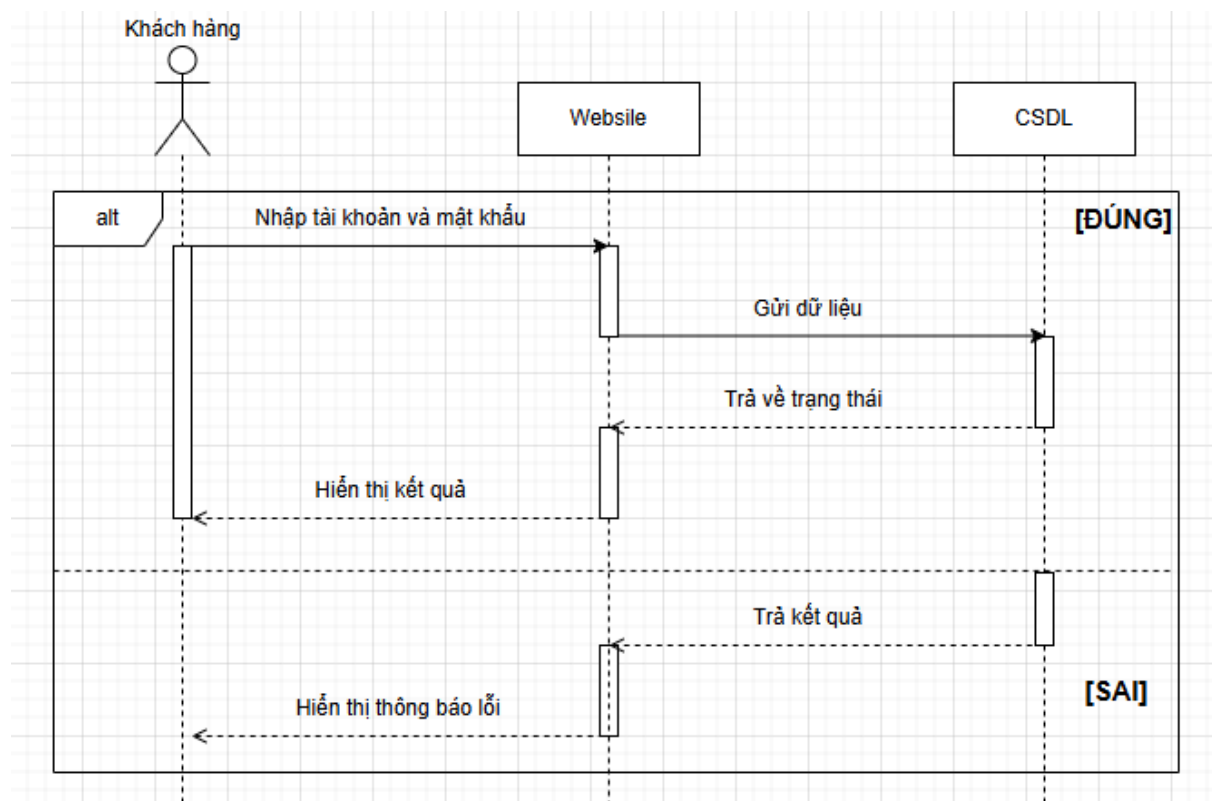 Khách hàng
Websile
CSDL
alt
Nhập tài khoản và mật khẩu
[ĐÚNG]
Gửi dữ liệu
Trả về trạng thái
Hiển thị kết quả
Trả kết quả
[SAI]
Hiển thị thông báo lỗi